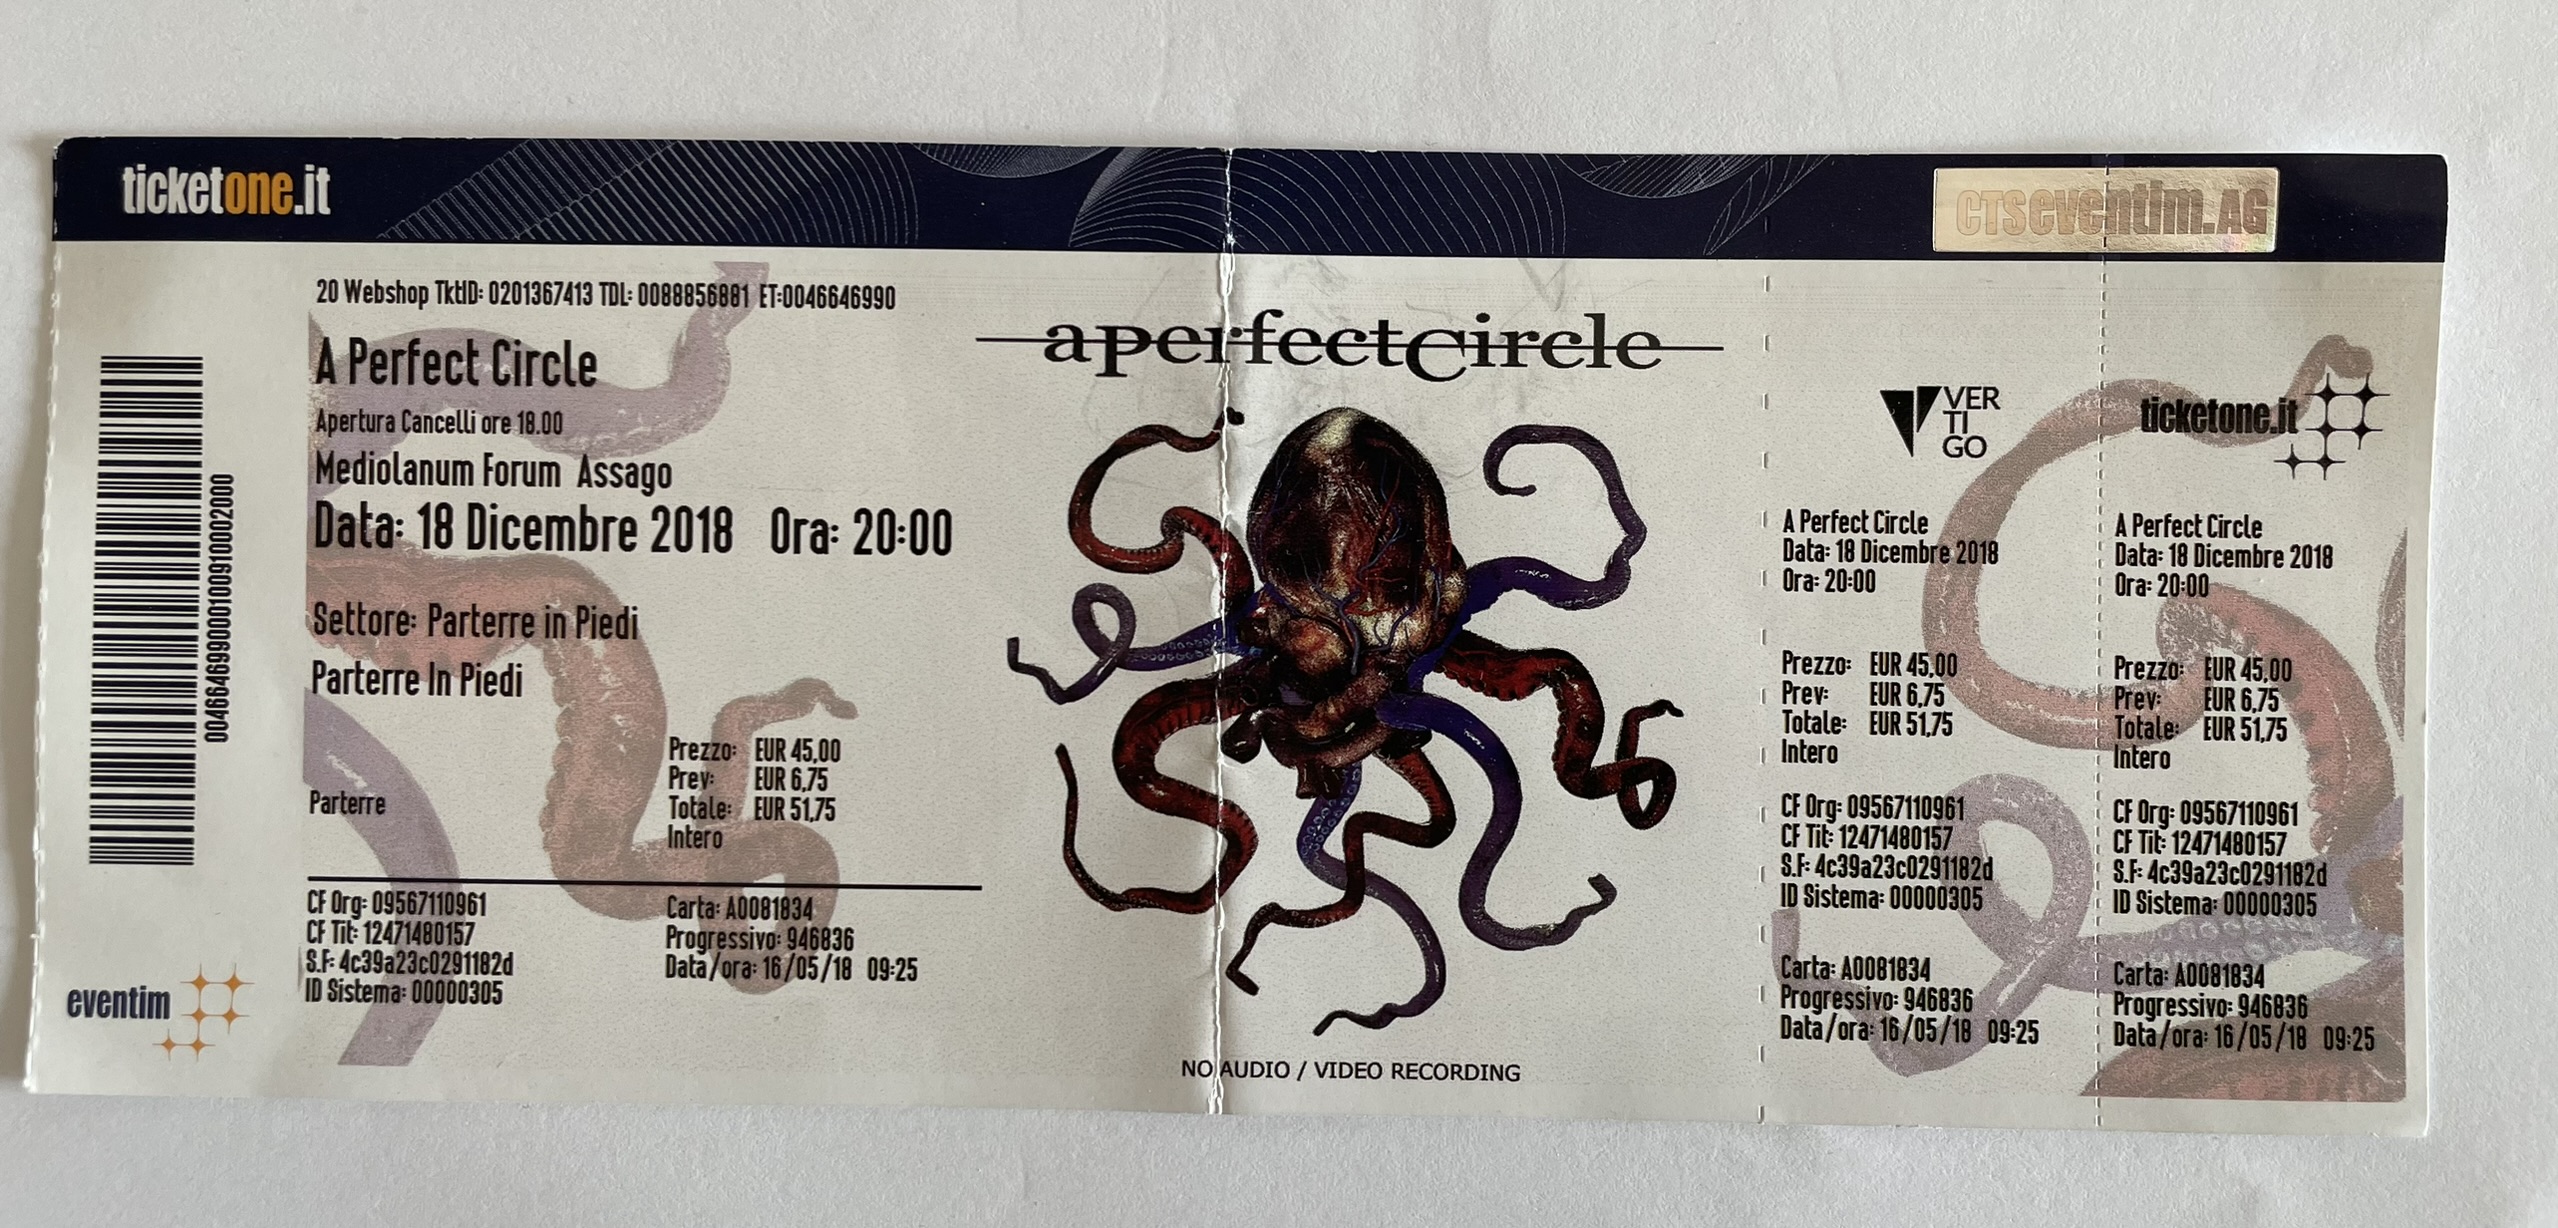 ticketone.it
CTSeventim.AG
20 Webshop TktID: 0201367413 TDL: 0088856881 ET:0046646990
A Perfect Circle
Apertura Cancelli ore 18.00
Mediolanum Forum Assago
Data: 18 Dicembre 2018 Ora: 20:00
Settore: Parterre in Piedi
Parterre In Piedi
Prezzo: EUR 45,00
Prev: EUR 6,75
Totale: EUR 51,75
Intero
Parterre
CF Org: 09567110961
CF Tit: 12471480157
S.F: 4c39a23c0291182d
ID Sistema: 00000305
Carta: A0081834
Progressivo: 946836
Data/ora: 16/05/18 09:25
0046646990000100910002000
eventim
aperfectcircle
NO AUDIO / VIDEO RECORDING
VER
TI
GO
A Perfect Circle
Data: 18 Dicembre 2018
Ora: 20:00
Prezzo: EUR 45,00
Prev: EUR 6,75
Totale: EUR 51,75
Intero
CF Org: 09567110961
CF Tit: 12471480157
S.F: 4c39a23c0291182d
ID Sistema: 00000305
Carta: A0081834
Progressivo: 946836
Data/ora: 16/05/18 09:25
ticketone.it
A Perfect Circle
Data: 18 Dicembre 2018
Ora: 20:00
Prezzo: EUR 45,00
Prev: EUR 6,75
Totale: EUR 51,75
Intero
CF Org: 09567110961
CF Tit: 12471480157
S.F: 4c39a23c0291182d
ID Sistema: 00000305
Carta: A0081834
Progressivo: 946836
Data/ora: 16/05/18 09:25